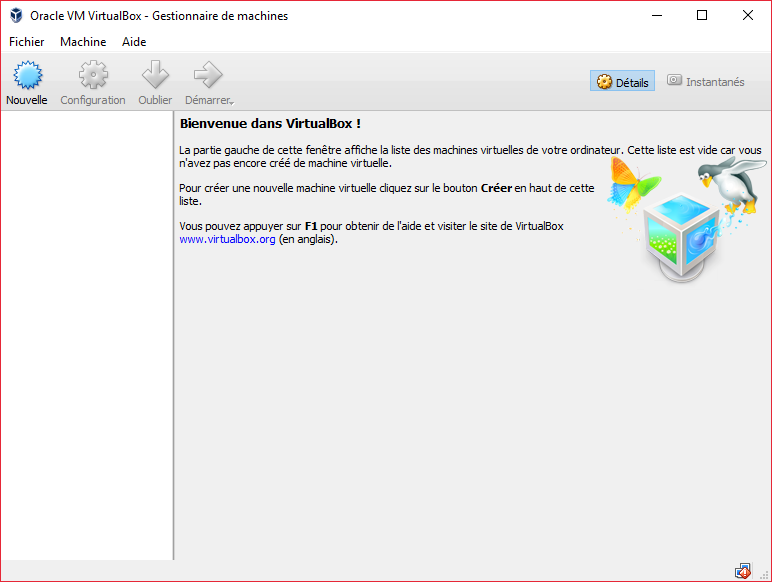 Oracle VM VirtualBox - Gestionnaire de machines
Fichier Machine Aide
Nouvelle Configuration Oublier Démarrer Détails Instantanés
Bienvenue dans VirtualBox !
La partie gauche de cette fenêtre affiche la liste des machines virtuelles de votre ordinateur. Cette liste est vide car vous
n'avez pas encore créé de machine virtuelle.
Pour créer une nouvelle machine virtuelle cliquez sur le bouton Créer en haut de cette
liste.
Vous pouvez appuyer sur F1 pour obtenir de l'aide et visiter le site de VirtualBox
www.virtualbox.org (en anglais).